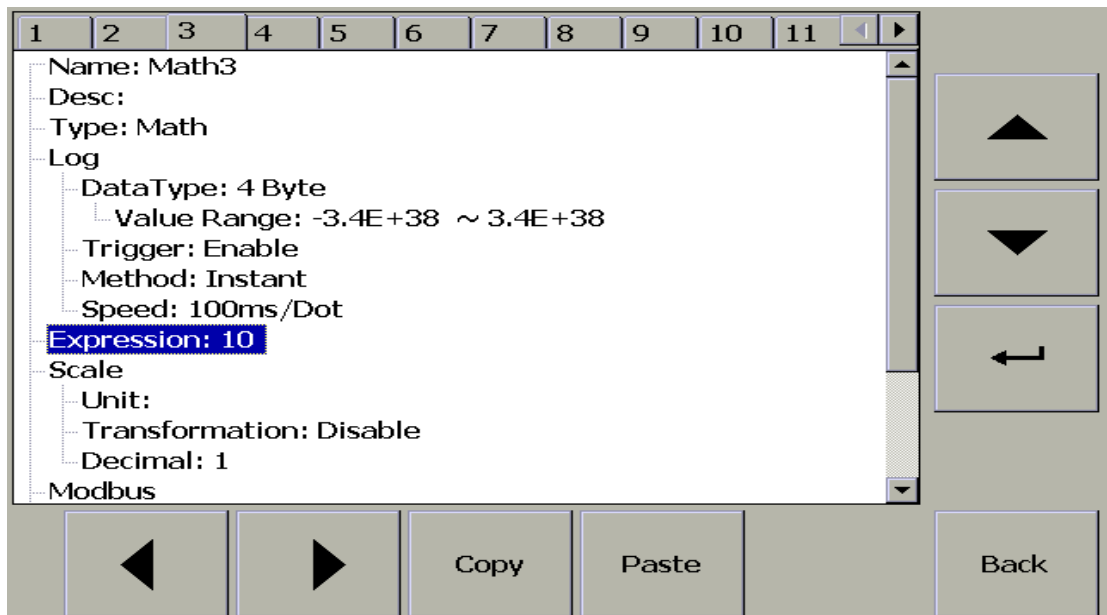 1 2 3 4 5 6 7 8 9 10 11
Name: Math3
Desc:
Type: Math
Log
DataType: 4 Byte
Value Range: -3.4E+38 ~ 3.4E+38
Trigger: Enable
Method: Instant
Speed: 100ms/Dot
Expression: 10
Scale
Unit:
Transformation: Disable
Decimal: 1
Modbus
Copy Paste Back